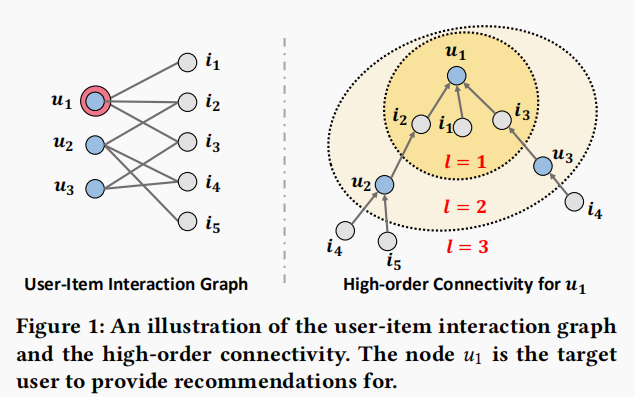 u₁
u₂
u₃
i₁
i₂
i₃
i₄
i₅
User-Item Interaction Graph
u₁
i₂
i₁
i₃
l = 1
u₂
u₃
l = 2
i₄
i₄
i₅
l = 3
High-order Connectivity for u₁
Figure 1: An illustration of the user-item interaction graph
and the high-order connectivity. The node u₁ is the target
user to provide recommendations for.